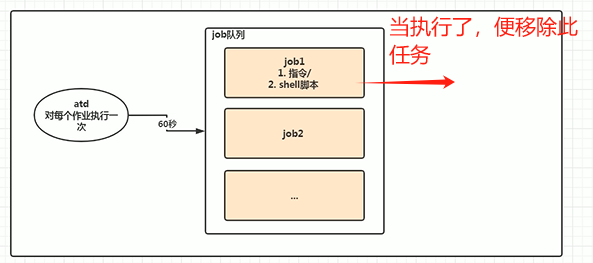 当执行了，便移除此
任务
job队列
job1
1. 指令/
2. shell脚本
atd
对每个作业执行一
次
60秒
job2
...